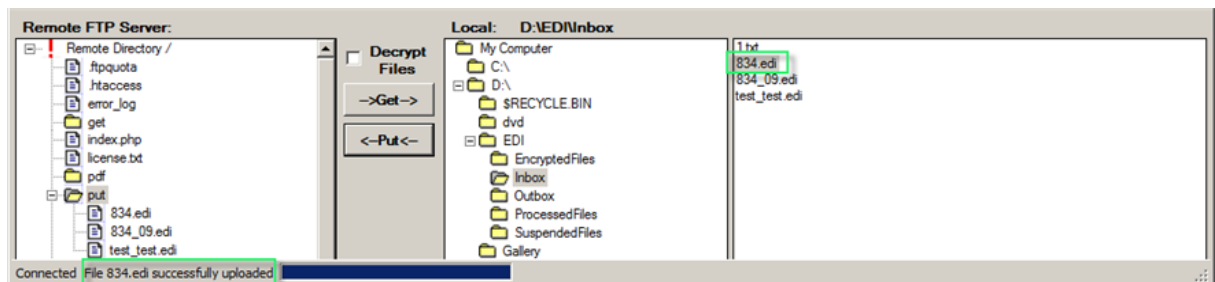 Remote FTP Server:
Remote Directory /
.ftpquota
.htaccess
error_log
get
index.php
license.txt
pdf
put
834.edi
834_09.edi
test_test.edi
Decrypt
Files
->Get->
<-Put<-
Local: D:\EDI\Inbox
My Computer
C:\
D:\
$RECYCLE.BIN
dvd
EDI
EncryptedFiles
Inbox
Outbox
ProcessedFiles
SuspendedFiles
Gallery
1.txt
834.edi
834_09.edi
test_test.edi
Connected File 834.edi successfully uploaded